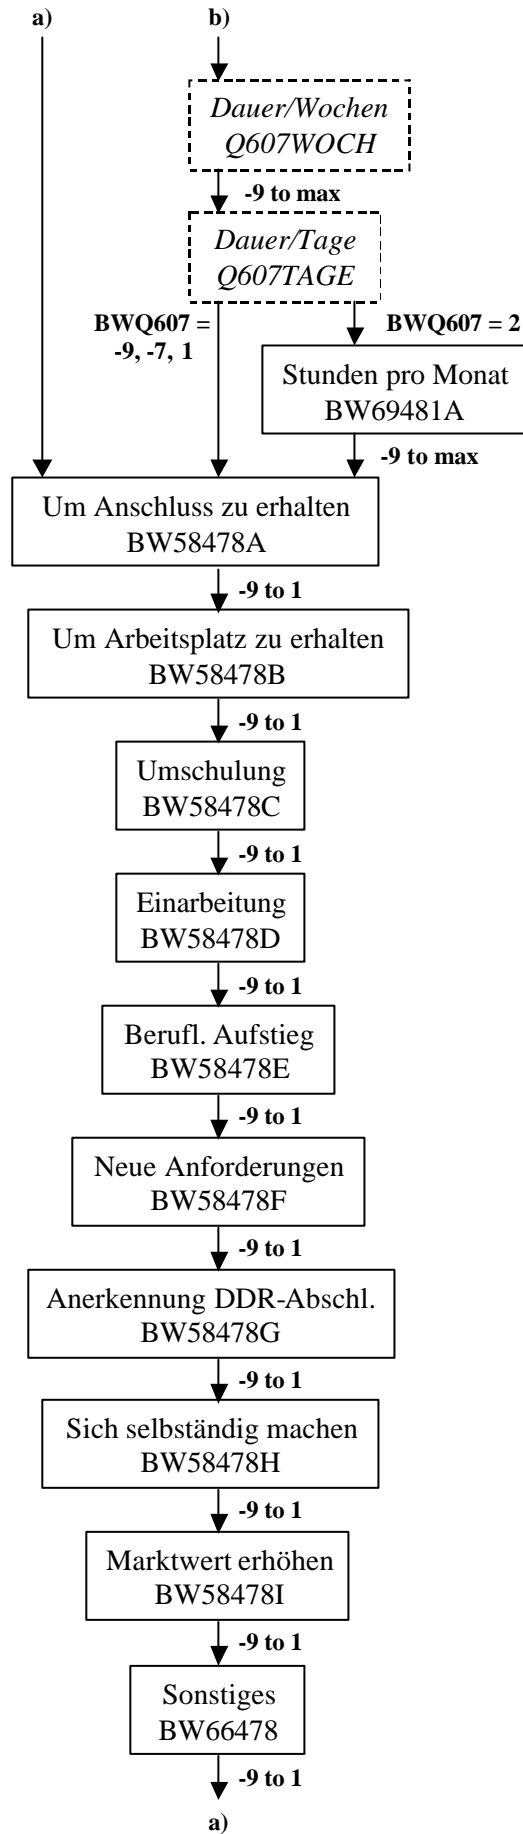 a)
b)
Dauer/Wochen
Q607WOCH
-9 to max
Dauer/Tage
Q607TAGE
BWQ607 =
-9, -7, 1
BWQ607 = 2
Stunden pro Monat
BW69481A
-9 to max
Um Anschluss zu erhalten
BW58478A
-9 to 1
Um Arbeitsplatz zu erhalten
BW58478B
-9 to 1
Umschulung
BW58478C
-9 to 1
Einarbeitung
BW58478D
-9 to 1
Berufl. Aufstieg
BW58478E
-9 to 1
Neue Anforderungen
BW58478F
-9 to 1
Anerkennung DDR-Abschl.
BW58478G
-9 to 1
Sich selbständig machen
BW58478H
-9 to 1
Marktwert erhöhen
BW58478I
-9 to 1
Sonstiges
BW66478
-9 to 1
a)